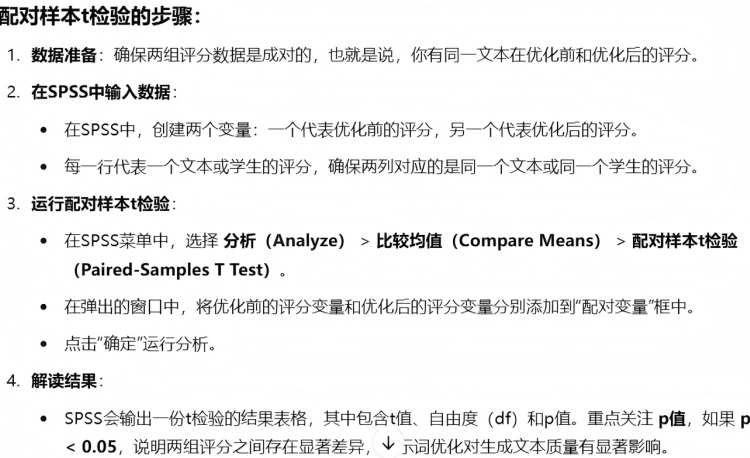 配对样本t检验的步骤：
1. 数据准备：确保两组评分数据是成对的，也就是说，你有同一文本在优化前和优化后的评分。
2. 在SPSS中输入数据：
• 在SPSS中，创建两个变量：一个代表优化前的评分，另一个代表优化后的评分。
• 每一行代表一个文本或学生的评分，确保两列对应的是同一个文本或同一个学生的评分。
3. 运行配对样本t检验：
• 在SPSS菜单中，选择 分析（Analyze） > 比较均值（Compare Means） > 配对样本t检验
（Paired-Samples T Test）。
• 在弹出的窗口中，将优化前的评分变量和优化后的评分变量分别添加到“配对变量”框中。
• 点击“确定”运行分析。
4. 解读结果：
• SPSS会输出一份t检验的结果表格，其中包含t值、自由度（df）和p值。重点关注 p值，如果 p
< 0.05，说明两组评分之间存在显著差异，示词优化对生成文本质量有显著影响。